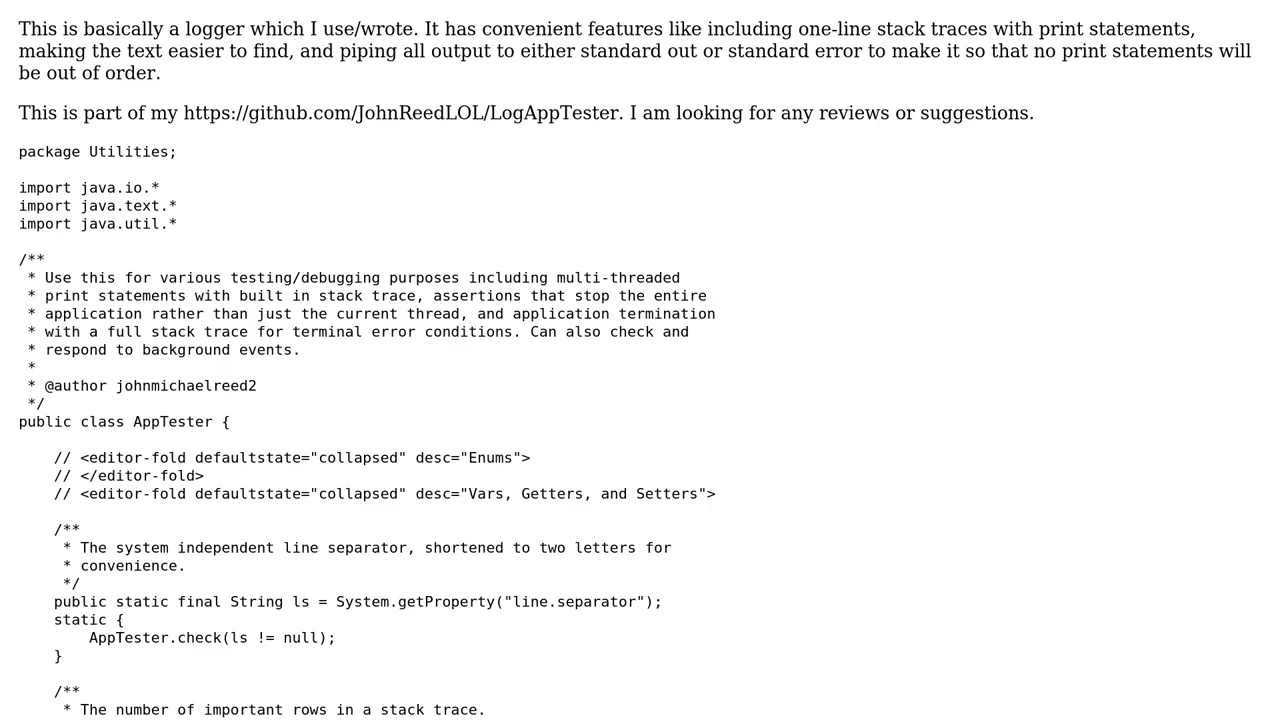 This is basically a logger which I use/wrote. It has convenient features like including one-line stack traces with print statements,
making the text easier to find, and piping all output to either standard out or standard error to make it so that no print statements will
be out of order.
This is part of my https://github.com/JohnReedLOL/LogAppTester. I am looking for any reviews or suggestions.
package Utilities;
import java.io.*
import java.text.*
import java.util.*
/**
 * Use this for various testing/debugging purposes including multi-threaded
 * print statements with built in stack trace, assertions that stop the entire
 * application rather than just the current thread, and application termination
 * with a full stack trace for terminal error conditions. Can also check and
 * respond to background events.
 *
 * @author johnmichaelreed2
 */
public class AppTester {
    // <editor-fold defaultstate="collapsed" desc="Enums">
    // </editor-fold>
    // <editor-fold defaultstate="collapsed" desc="Vars, Getters, and Setters">
    /**
     * The system independent line separator, shortened to two letters for
     * convenience.
     */
    public static final String ls = System.getProperty("line.separator");
    static {
        AppTester.check(ls != null);
    }
    /**
     * The number of important rows in a stack trace.